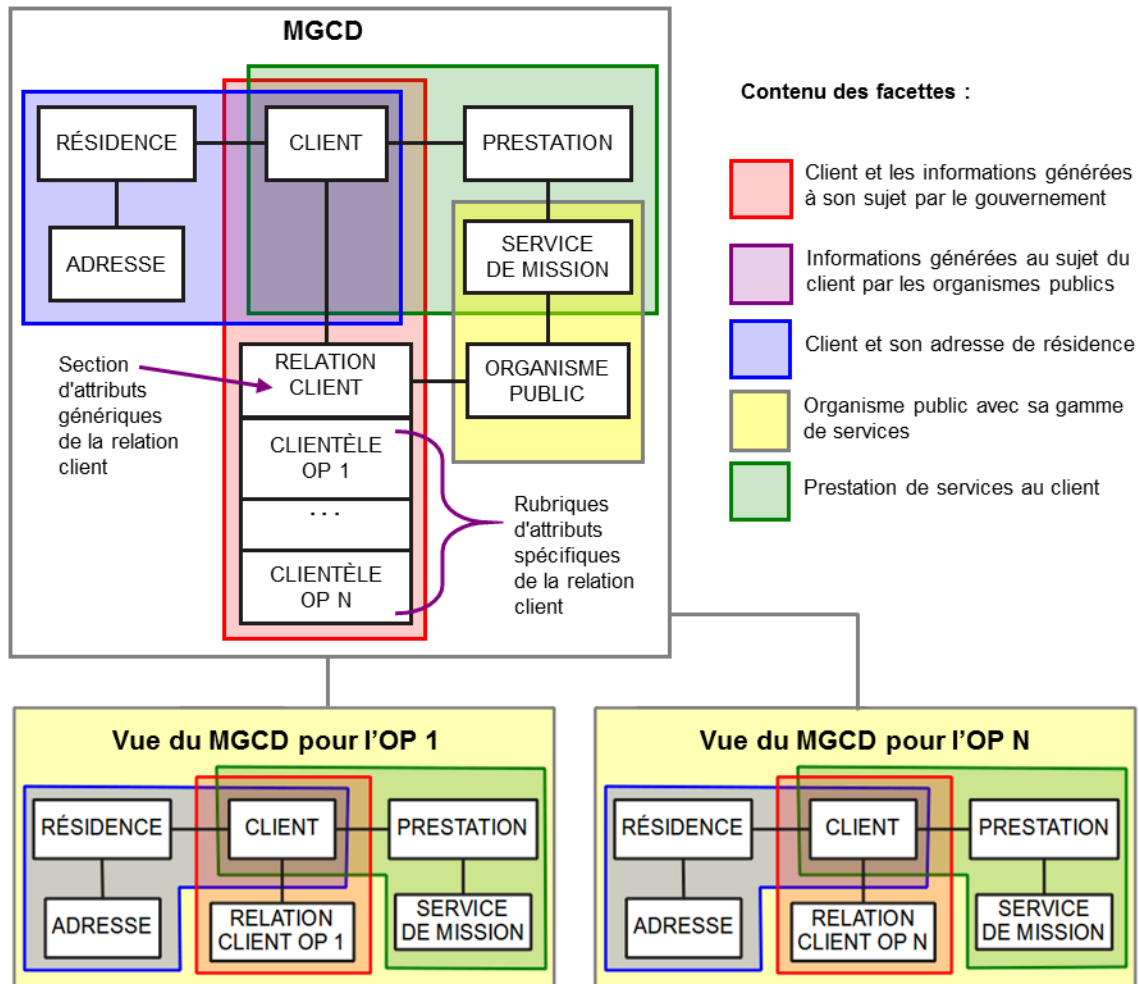 MGCD
RÉSIDENCE
CLIENT
PRESTATION
ADRESSE
SERVICE
DE MISSION
RELATION
CLIENT
ORGANISME
PUBLIC
CLIENTÈLE
OP 1
...
CLIENTÈLE
OP N
Section
d'attributs
génériques
de la relation
client
Rubriques
d'attributs
spécifiques
de la relation
client
Contenu des facettes :
Client et les informations générées
à son sujet par le gouvernement
Informations générées au sujet du
client par les organismes publics
Client et son adresse de résidence
Organisme public avec sa gamme
de services
Prestation de services au client
Vue du MGCD pour l'OP 1
RÉSIDENCE
CLIENT
PRESTATION
ADRESSE
RELATION
CLIENT OP 1
SERVICE
DE MISSION
Vue du MGCD pour l'OP N
RÉSIDENCE
CLIENT
PRESTATION
ADRESSE
RELATION
CLIENT OP N
SERVICE
DE MISSION